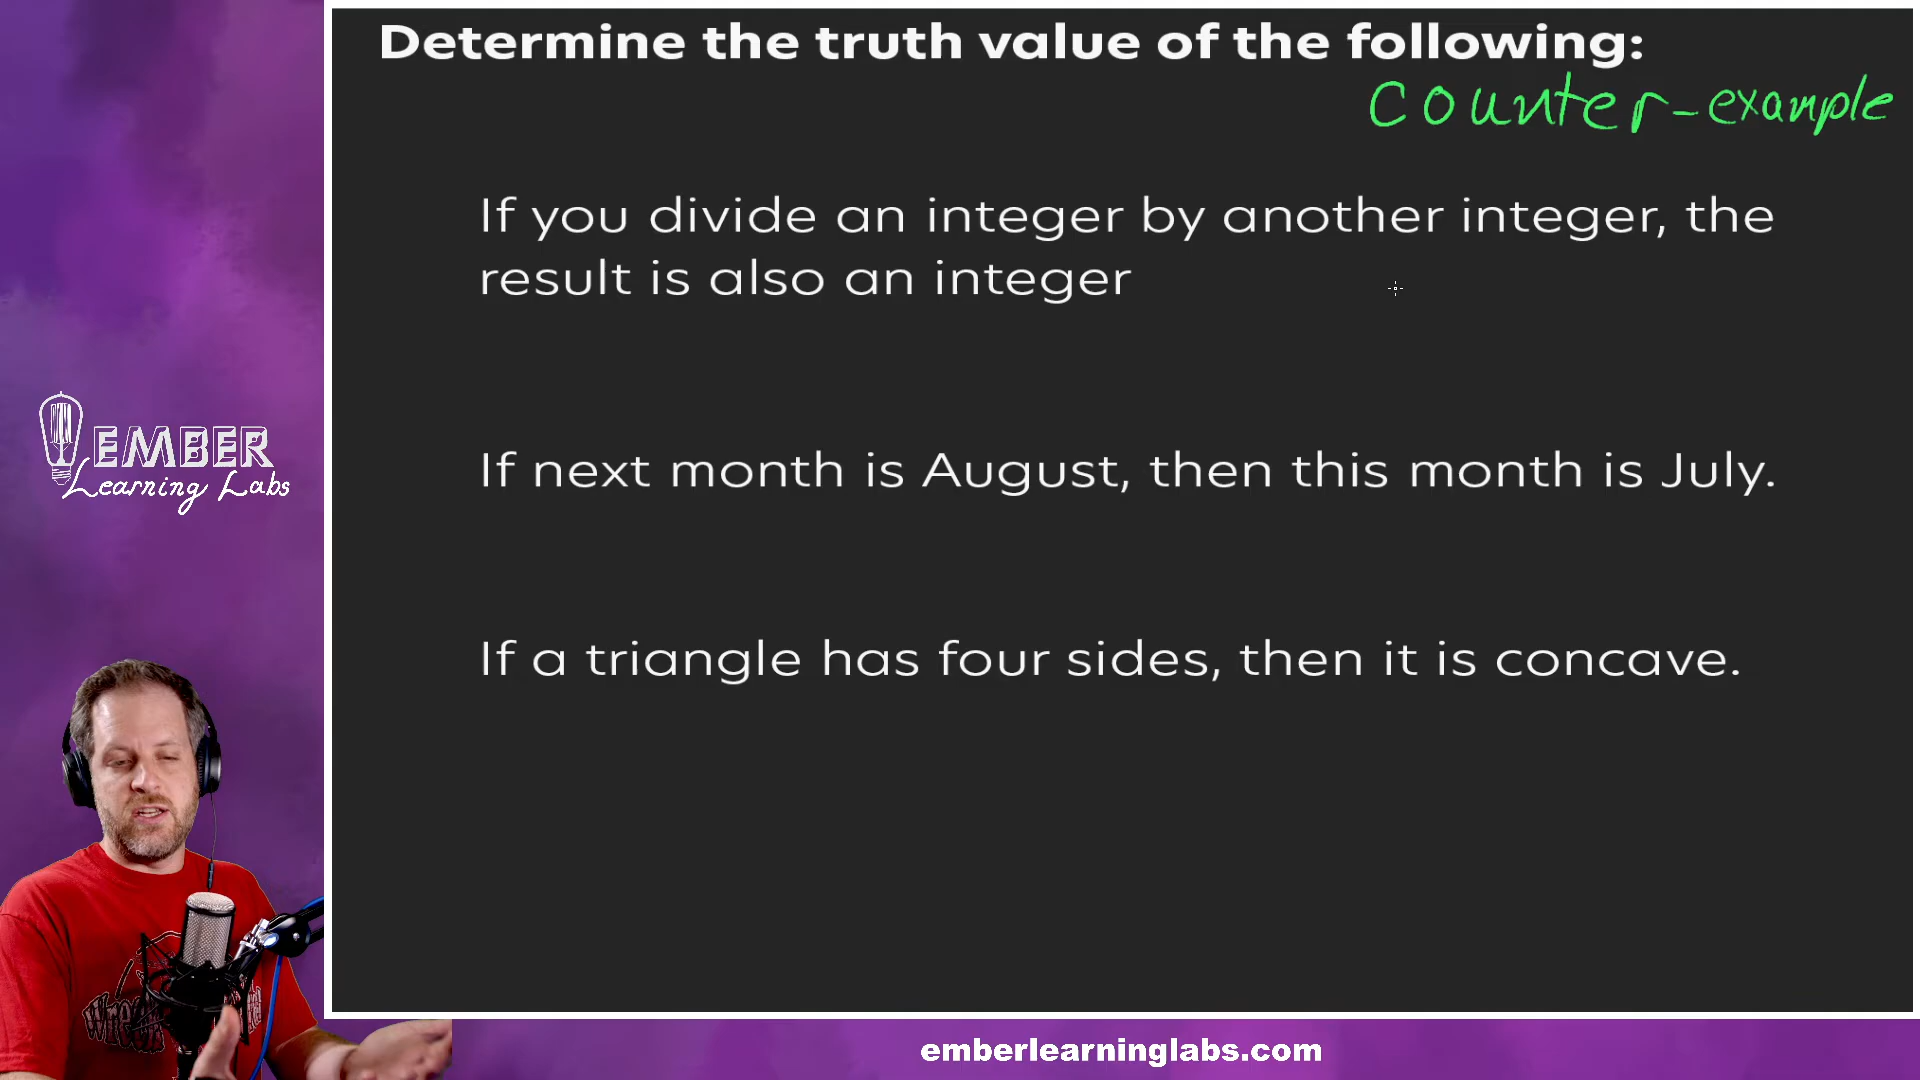 Determine the truth value of the following:
counter-example
If you divide an integer by another integer, the
result is also an integer
If next month is August, then this month is July.
If a triangle has four sides, then it is concave.
EMBER
Learning Labs
emberlearninglabs.com